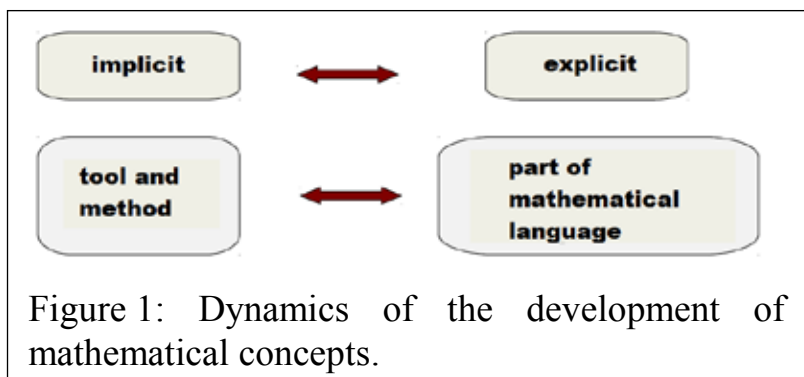 implicit
explicit
tool and
method
part of
mathematical
language
Figure 1: Dynamics of the development of
mathematical concepts.